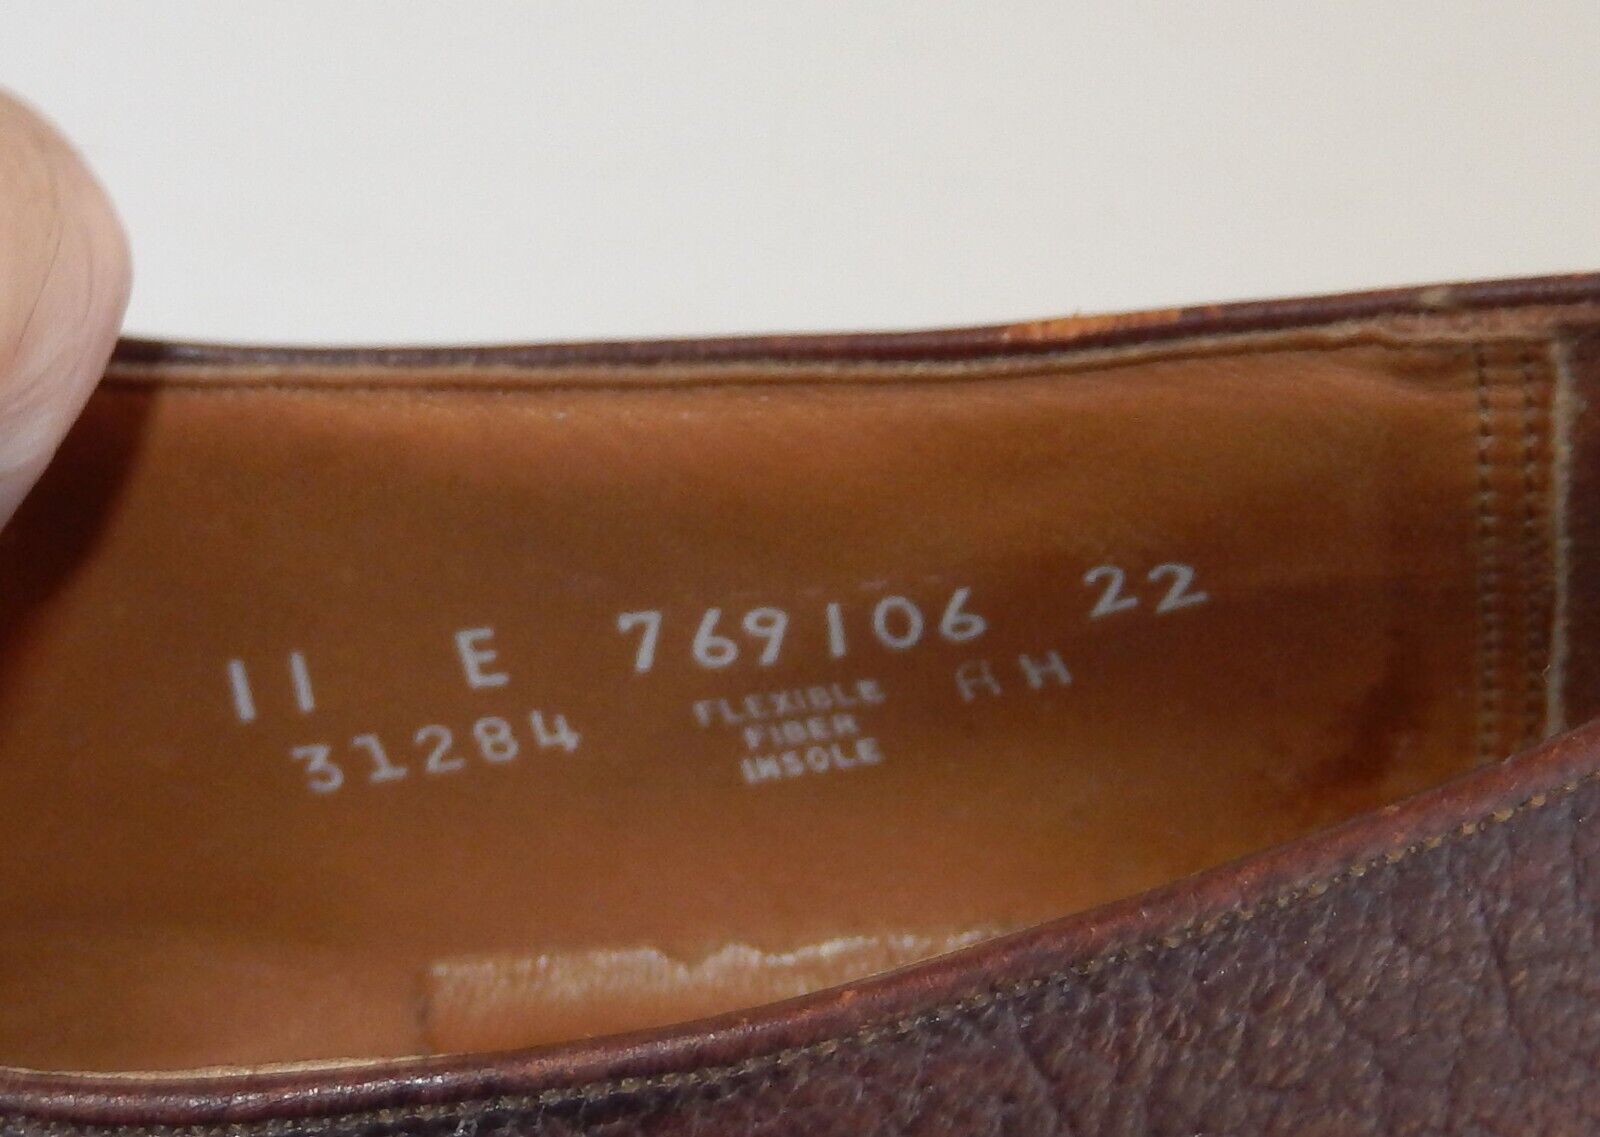 11 E 769106 22
31284 FLEXIBLE AH
FIBER
INSOLE